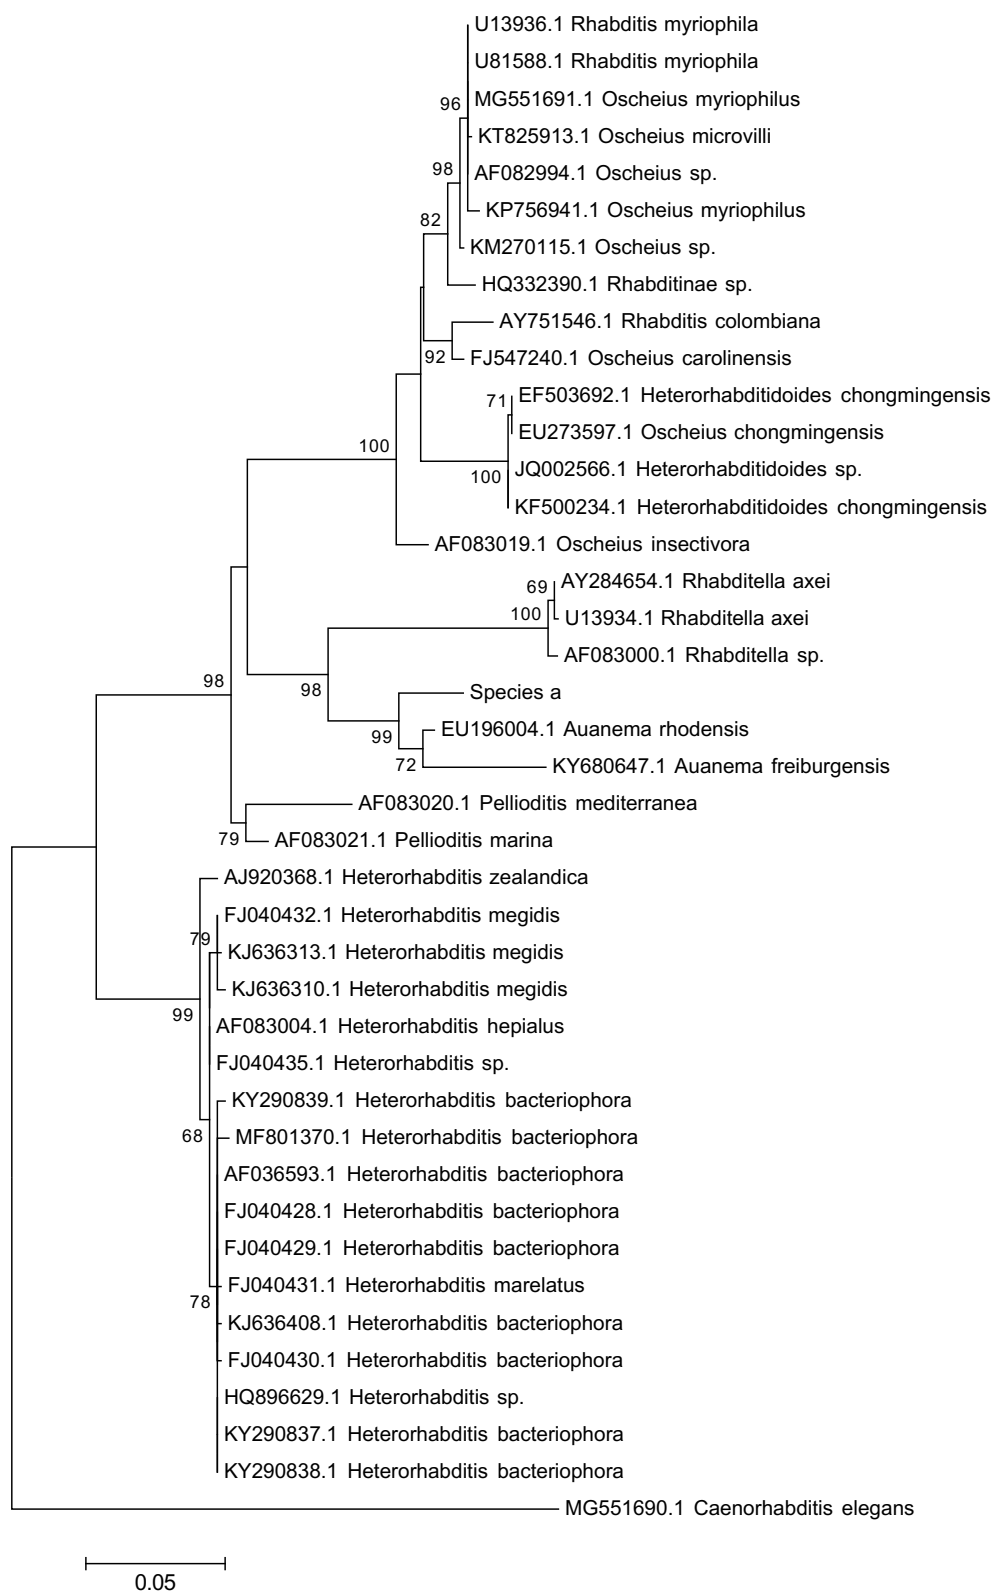 U13936.1 Rhabditis myriophila
U81588.1 Rhabditis myriophila
96
MG551691.1 Oscheius myriophilus
KT825913.1 Oscheius microvilli
98
AF082994.1 Oscheius sp.
82
KP756941.1 Oscheius myriophilus
KM270115.1 Oscheius sp.
HQ332390.1 Rhabditinae sp.
AY751546.1 Rhabditis colombiana
92
FJ547240.1 Oscheius carolinensis
71
EF503692.1 Heterorhabditidoides chongmingensis
EU273597.1 Oscheius chongmingensis
100
100
JQ002566.1 Heterorhabditidoides sp.
KF500234.1 Heterorhabditidoides chongmingensis
AF083019.1 Oscheius insectivora
69
AY284654.1 Rhabditella axei
100
U13934.1 Rhabditella axei
AF083000.1 Rhabditella sp.
98
98
Species a
99
EU196004.1 Auanema rhodensis
72
KY680647.1 Auanema freiburgensis
AF083020.1 Pellioditis mediterranea
79
AF083021.1 Pellioditis marina
AJ920368.1 Heterorhabditis zealandica
FJ040432.1 Heterorhabditis megidis
79
KJ636313.1 Heterorhabditis megidis
KJ636310.1 Heterorhabditis megidis
99
AF083004.1 Heterorhabditis hepialus
FJ040435.1 Heterorhabditis sp.
KY290839.1 Heterorhabditis bacteriophora
68
MF801370.1 Heterorhabditis bacteriophora
AF036593.1 Heterorhabditis bacteriophora
FJ040428.1 Heterorhabditis bacteriophora
FJ040429.1 Heterorhabditis bacteriophora
FJ040431.1 Heterorhabditis marelatus
78
KJ636408.1 Heterorhabditis bacteriophora
FJ040430.1 Heterorhabditis bacteriophora
HQ896629.1 Heterorhabditis sp.
KY290837.1 Heterorhabditis bacteriophora
KY290838.1 Heterorhabditis bacteriophora
MG551690.1 Caenorhabditis elegans
0.05